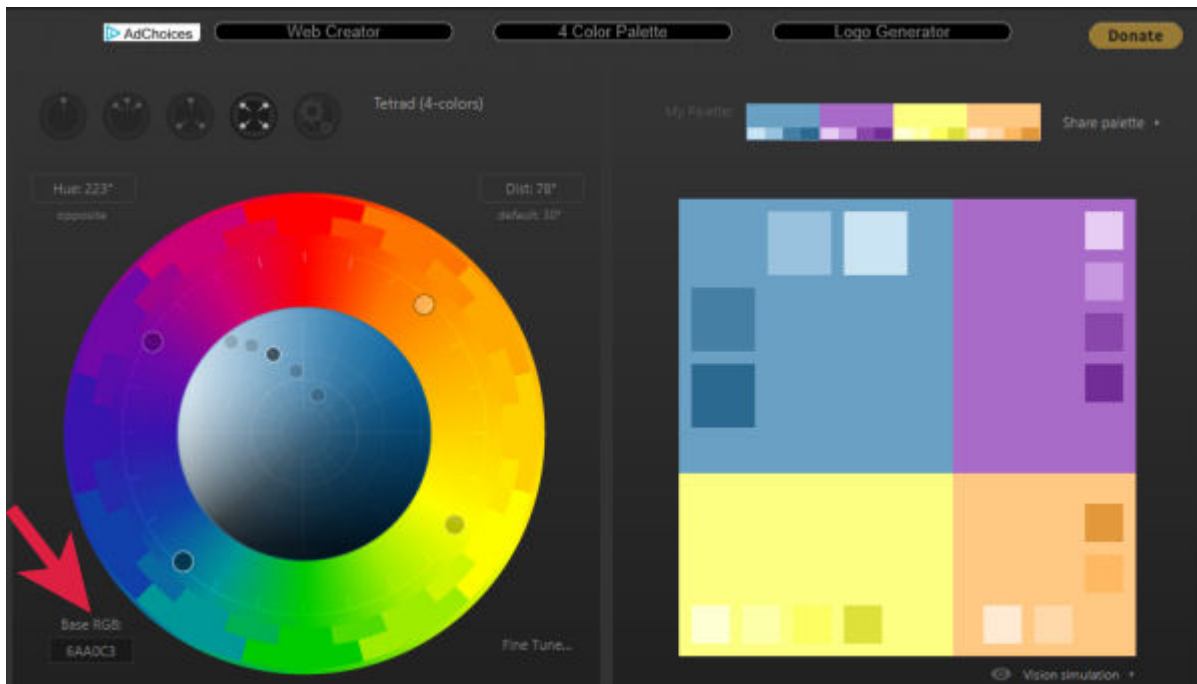 AdChoices
Web Creator
4 Color Palette
Logo Generator
Donate
Tetrad (4-colors)
My Palette:
Share palette
Hue: 223°
opposite
Dist: 78°
default: 30°
Base RGB:
6AA0C3
Fine Tune...
Vision simulation